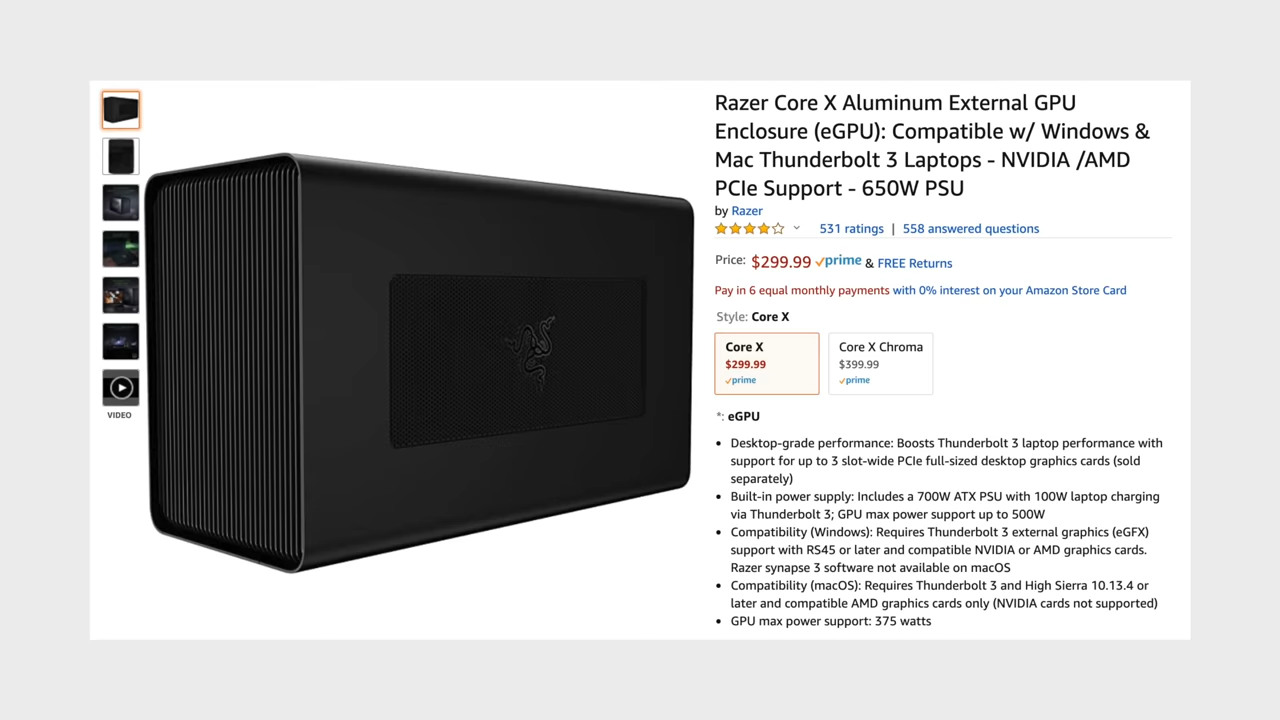 Razer Core X Aluminum External GPU
Enclosure (eGPU): Compatible w/ Windows &
Mac Thunderbolt 3 Laptops - NVIDIA /AMD
PCIe Support - 650W PSU
by Razer
531 ratings | 558 answered questions
Price: $299.99 prime & FREE Returns
Pay in 6 equal monthly payments with 0% interest on your Amazon Store Card
Style: Core X
Core X
$299.99
prime
Core X Chroma
$399.99
prime
*: eGPU
• Desktop-grade performance: Boosts Thunderbolt 3 laptop performance with
support for up to 3 slot-wide PCIe full-sized desktop graphics cards (sold
separately)
• Built-in power supply: Includes a 700W ATX PSU with 100W laptop charging
via Thunderbolt 3; GPU max power support up to 500W
• Compatibility (Windows): Requires Thunderbolt 3 external graphics (eGFX)
support with RS45 or later and compatible NVIDIA or AMD graphics cards.
Razer synapse 3 software not available on macOS
• Compatibility (macOS): Requires Thunderbolt 3 and High Sierra 10.13.4 or
later and compatible AMD graphics cards only (NVIDIA cards not supported)
• GPU max power support: 375 watts
VIDEO